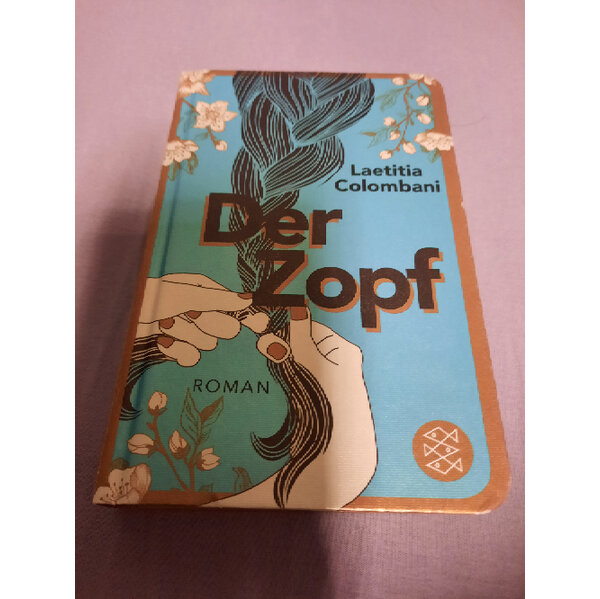 Laetitia
Colombani
Der
Zopf
ROMAN